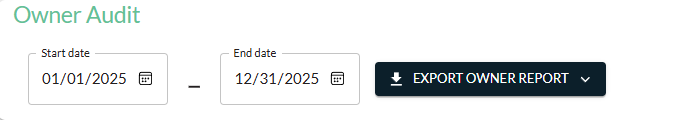 Owner Audit
Start date
01/01/2025
–
End date
12/31/2025
EXPORT OWNER REPORT